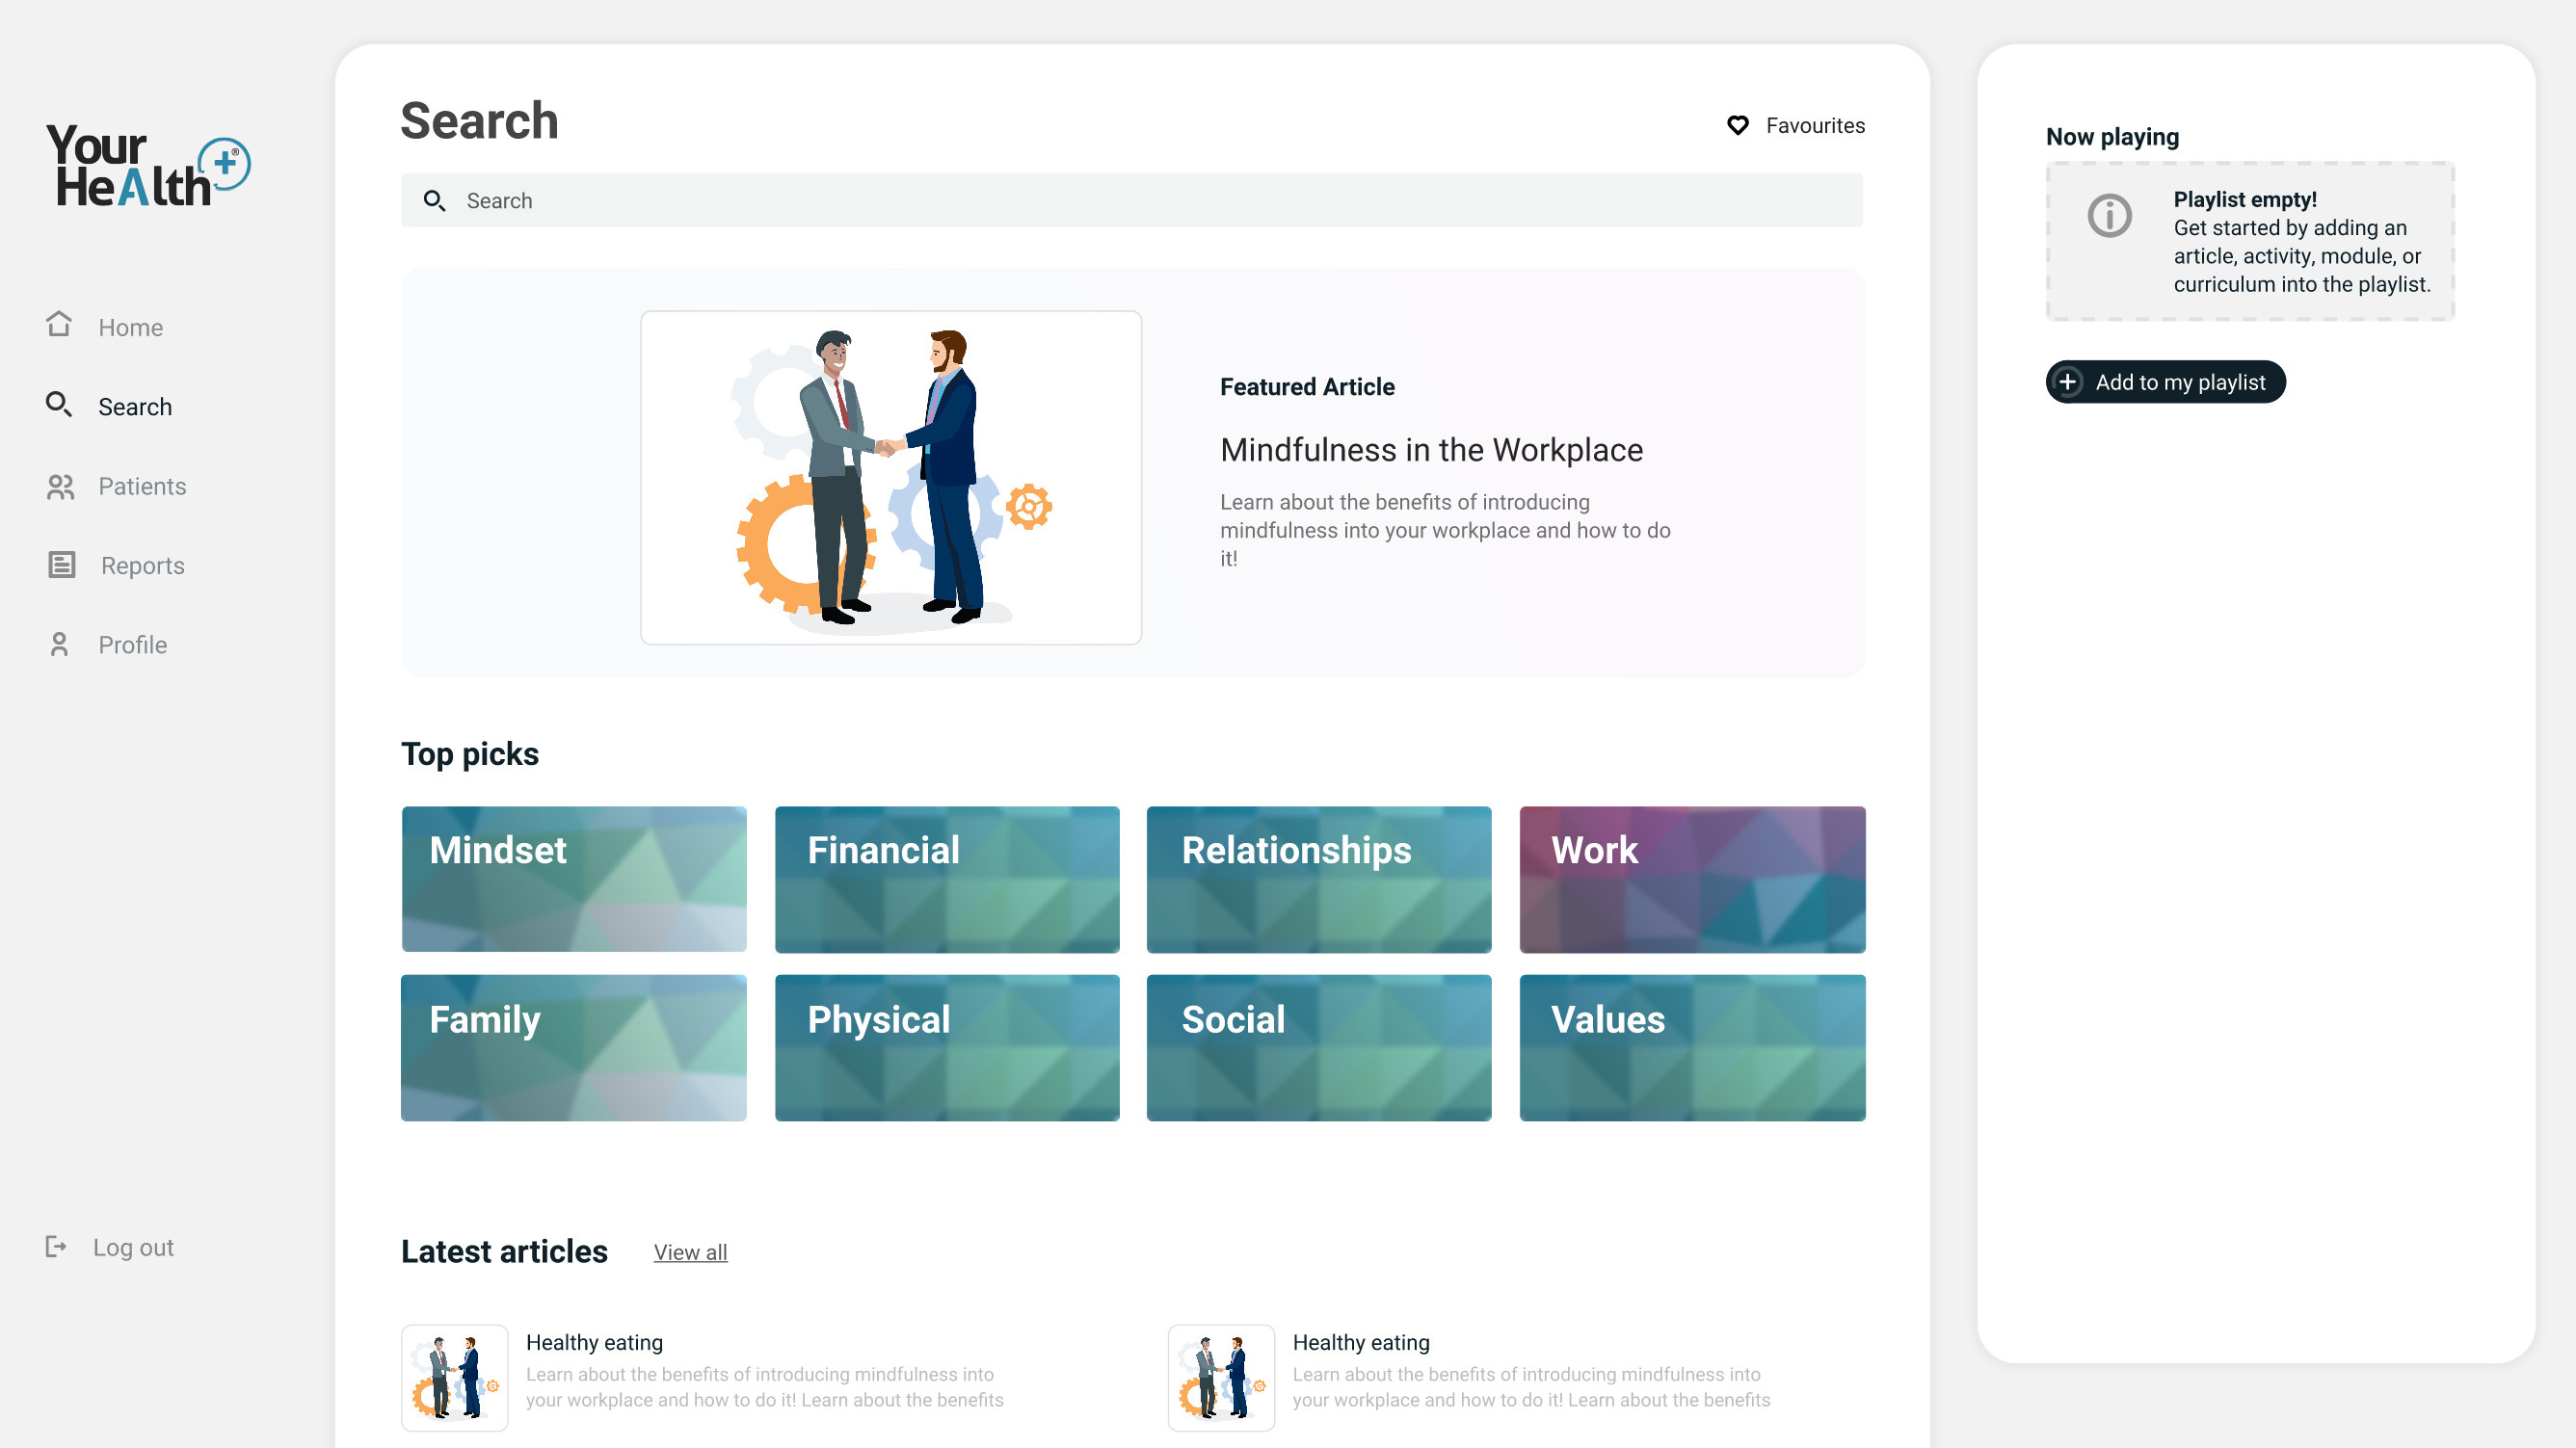 Your
HeAlth
®
Home
Search
Patients
Reports
Profile
Log out
Search
Favourites
Search
Featured Article
Mindfulness in the Workplace
Learn about the benefits of introducing
mindfulness into your workplace and how to do
it!
Top picks
Mindset
Financial
Relationships
Work
Family
Physical
Social
Values
Latest articles
View all
Healthy eating
Learn about the benefits of introducing mindfulness into
your workplace and how to do it! Learn about the benefits
Healthy eating
Learn about the benefits of introducing mindfulness into
your workplace and how to do it! Learn about the benefits
Now playing
Playlist empty!
Get started by adding an
article, activity, module, or
curriculum into the playlist.
Add to my playlist